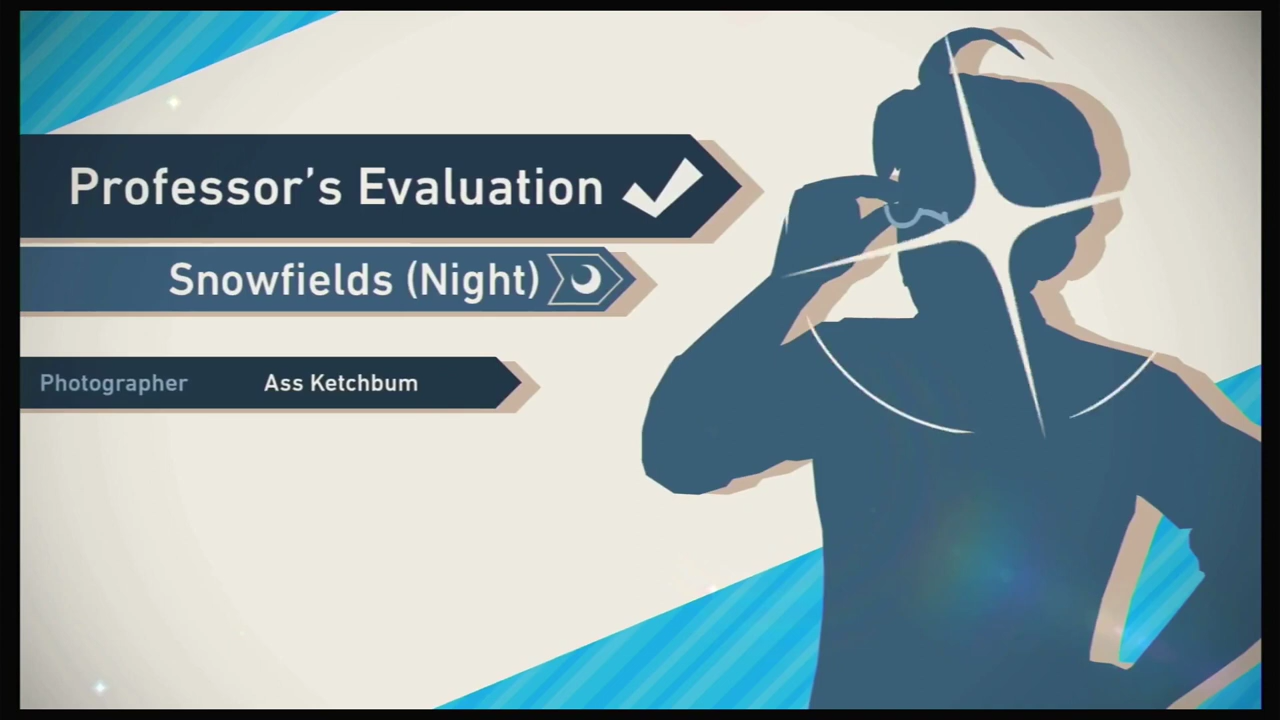 Professor's Evaluation
Snowfields (Night)
Photographer Ass Ketchbum